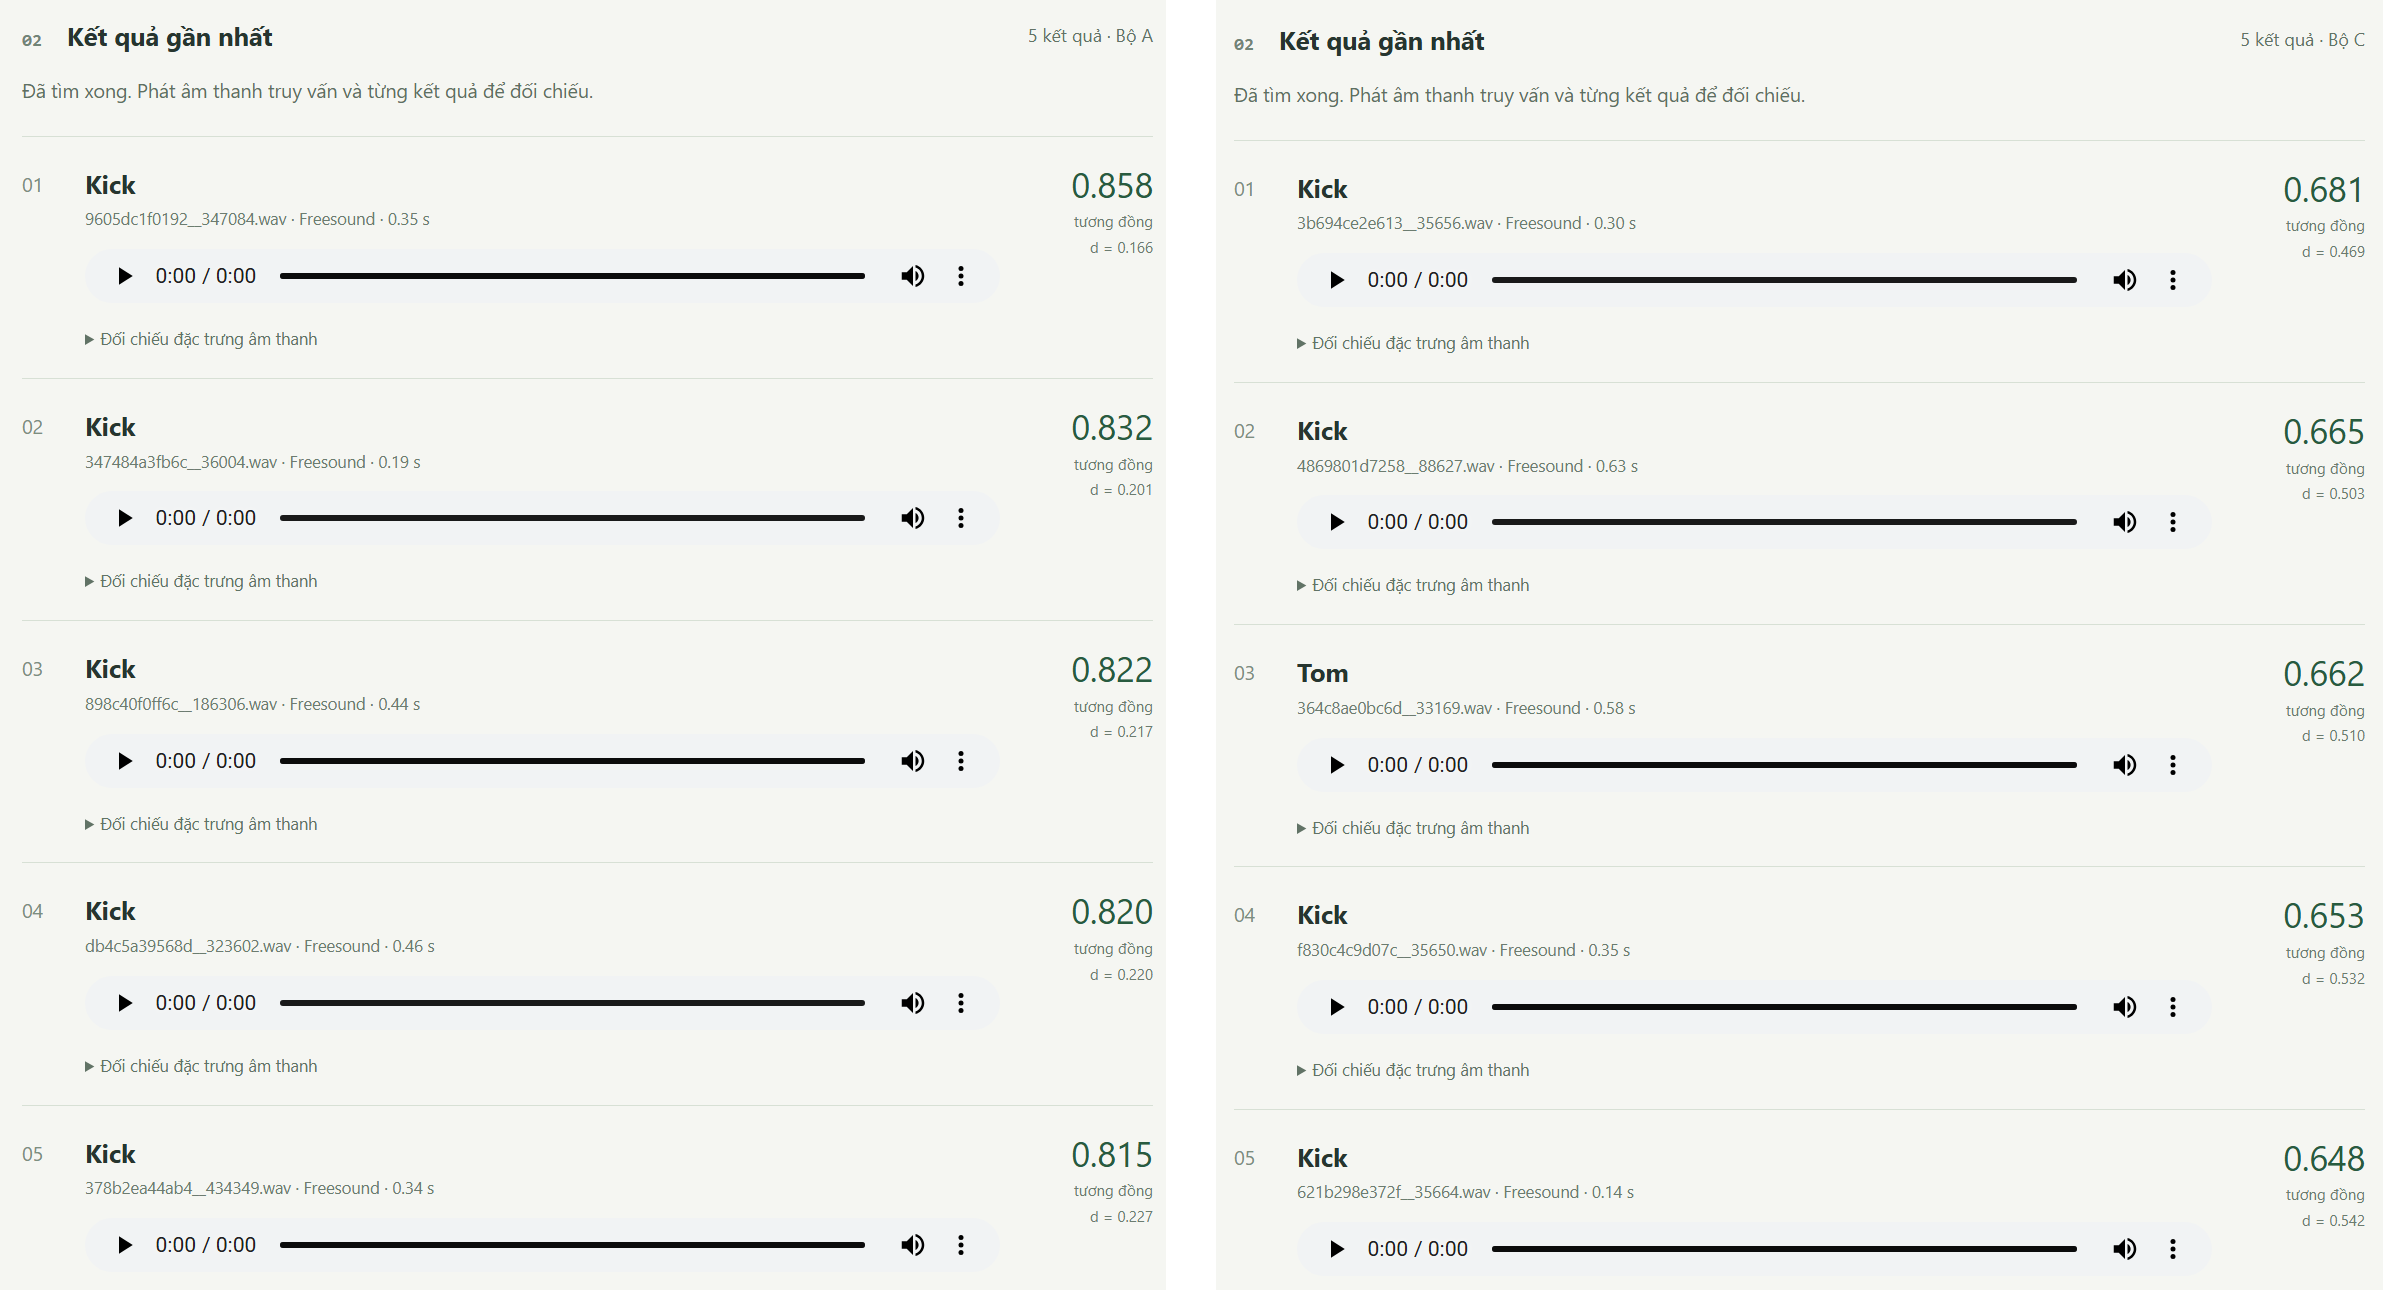 02 Kết quả gần nhất
5 kết quả · Bộ A
Đã tìm xong. Phát âm thanh truy vấn và từng kết quả để đối chiếu.
01 Kick 0.858
9605dc1f0192__347084.wav · Freesound · 0.35 s
tương đồng
d = 0.166
0:00 / 0:00
Đối chiếu đặc trưng âm thanh
02 Kick 0.832
347484a3fb6c__36004.wav · Freesound · 0.19 s
tương đồng
d = 0.201
0:00 / 0:00
Đối chiếu đặc trưng âm thanh
03 Kick 0.822
898c40f0ff6c__186306.wav · Freesound · 0.44 s
tương đồng
d = 0.217
0:00 / 0:00
Đối chiếu đặc trưng âm thanh
04 Kick 0.820
db4c5a39568d__323602.wav · Freesound · 0.46 s
tương đồng
d = 0.220
0:00 / 0:00
Đối chiếu đặc trưng âm thanh
05 Kick 0.815
378b2ea44ab4__434349.wav · Freesound · 0.34 s
tương đồng
d = 0.227
0:00 / 0:00
02 Kết quả gần nhất
5 kết quả · Bộ C
Đã tìm xong. Phát âm thanh truy vấn và từng kết quả để đối chiếu.
01 Kick 0.681
3b694ce2e613__35656.wav · Freesound · 0.30 s
tương đồng
d = 0.469
0:00 / 0:00
Đối chiếu đặc trưng âm thanh
02 Kick 0.665
4869801d7258__88627.wav · Freesound · 0.63 s
tương đồng
d = 0.503
0:00 / 0:00
Đối chiếu đặc trưng âm thanh
03 Tom 0.662
364c8ae0bc6d__33169.wav · Freesound · 0.58 s
tương đồng
d = 0.510
0:00 / 0:00
Đối chiếu đặc trưng âm thanh
04 Kick 0.653
f830c4c9d07c__35650.wav · Freesound · 0.35 s
tương đồng
d = 0.532
0:00 / 0:00
Đối chiếu đặc trưng âm thanh
05 Kick 0.648
621b298e372f__35664.wav · Freesound · 0.14 s
tương đồng
d = 0.542
0:00 / 0:00